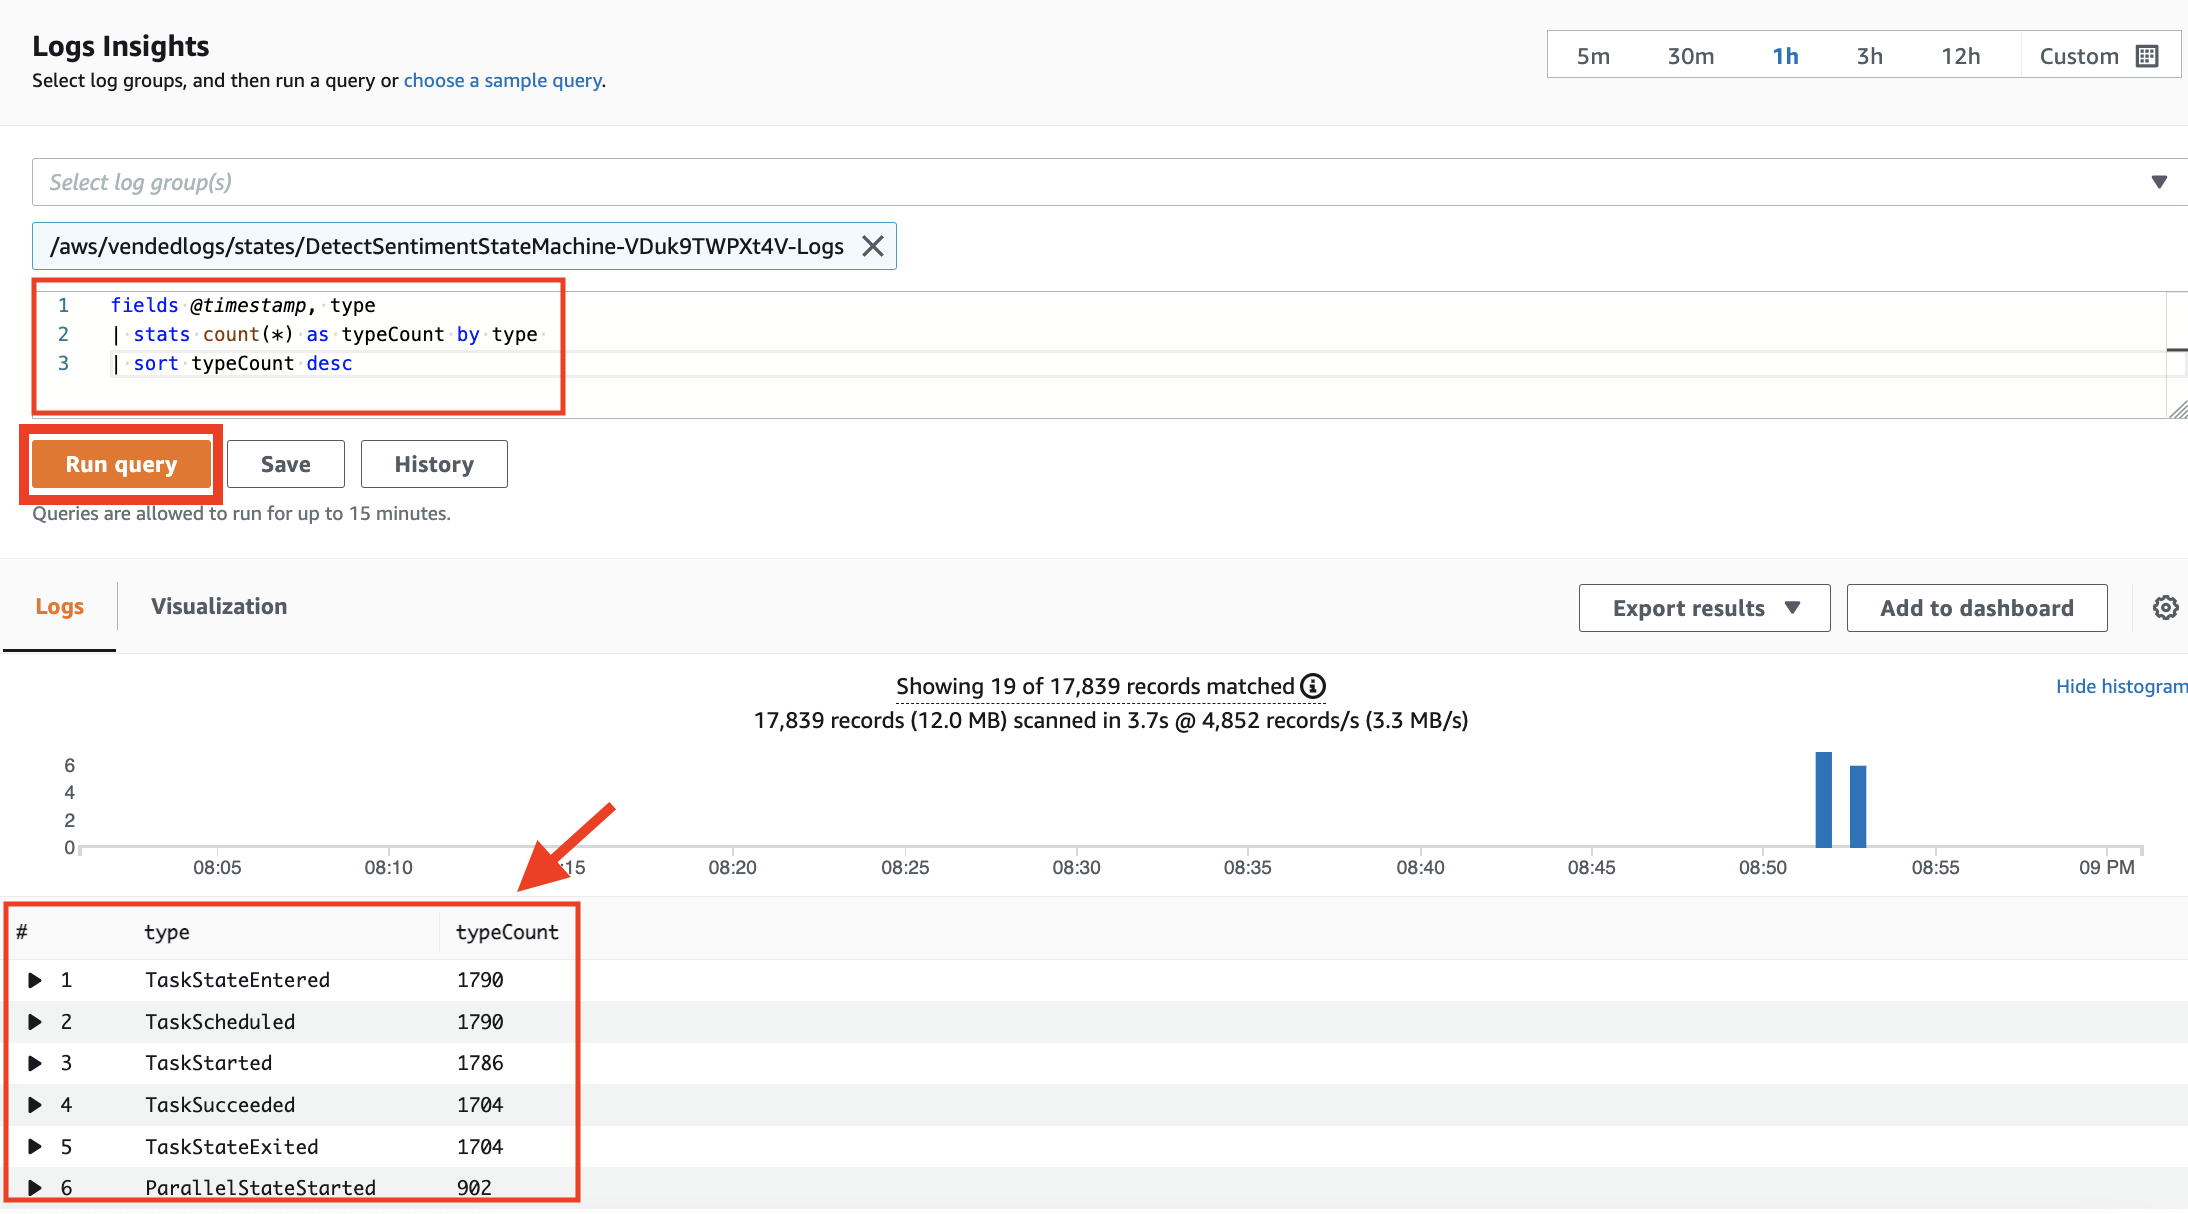 Logs Insights
Select log groups, and then run a query or choose a sample query.
5m 30m 1h 3h 12h Custom
Select log group(s)
/aws/vendedlogs/states/DetectSentimentStateMachine-VDuk9TWPXt4V-Logs
1 fields @timestamp, type
2 | stats count(*) as typeCount by type
3 | sort typeCount desc
Run query Save History
Queries are allowed to run for up to 15 minutes.
Logs Visualization Export results Add to dashboard
Showing 19 of 17,839 records matched
Hide histogram
17,839 records (12.0 MB) scanned in 3.7s @ 4,852 records/s (3.3 MB/s)
6
4
2
0
08:05 08:10 :15 08:20 08:25 08:30 08:35 08:40 08:45 08:50 08:55 09 PM
# type typeCount
1 TaskStateEntered 1790
2 TaskScheduled 1790
3 TaskStarted 1786
4 TaskSucceeded 1704
5 TaskStateExited 1704
6 ParallelStateStarted 902